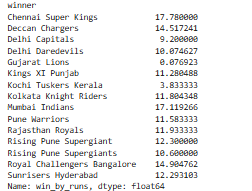 winner
Chennai Super Kings 17.780000
Deccan Chargers 14.517241
Delhi Capitals 9.200000
Delhi Daredevils 10.074627
Gujarat Lions 0.076923
Kings XI Punjab 11.280488
Kochi Tuskers Kerala 3.833333
Kolkata Knight Riders 11.804348
Mumbai Indians 17.119266
Pune Warriors 11.583333
Rajasthan Royals 11.933333
Rising Pune Supergiant 12.300000
Rising Pune Supergiants 10.600000
Royal Challengers Bangalore 14.904762
Sunrisers Hyderabad 12.293103
Name: win_by_runs, dtype: float64